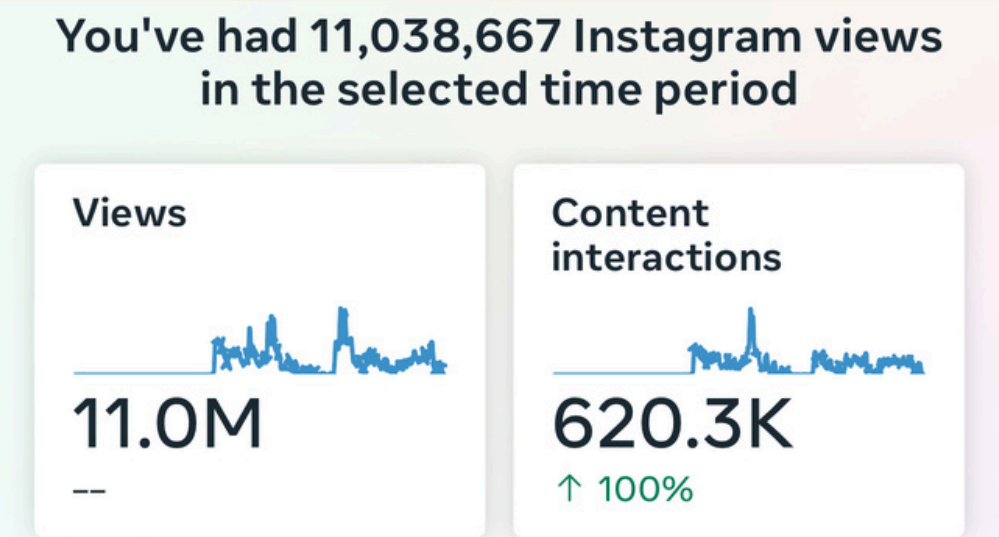 You've had 11,038,667 Instagram views
in the selected time period
Views
11.0M
--
Content
interactions
620.3K
↑ 100%